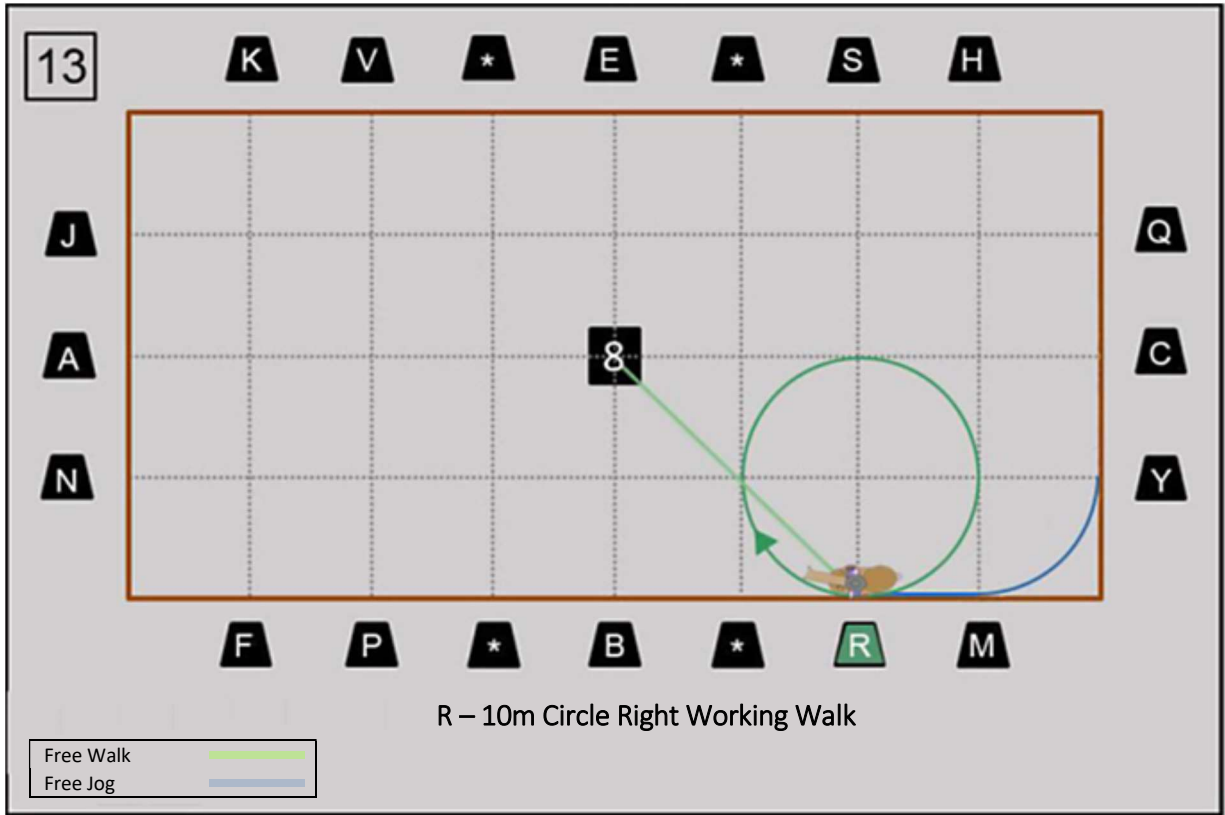 13
K V * E * S H
J Q
8
A C
N Y
F P * B * R M
R – 10m Circle Right Working Walk
Free Walk
Free Jog